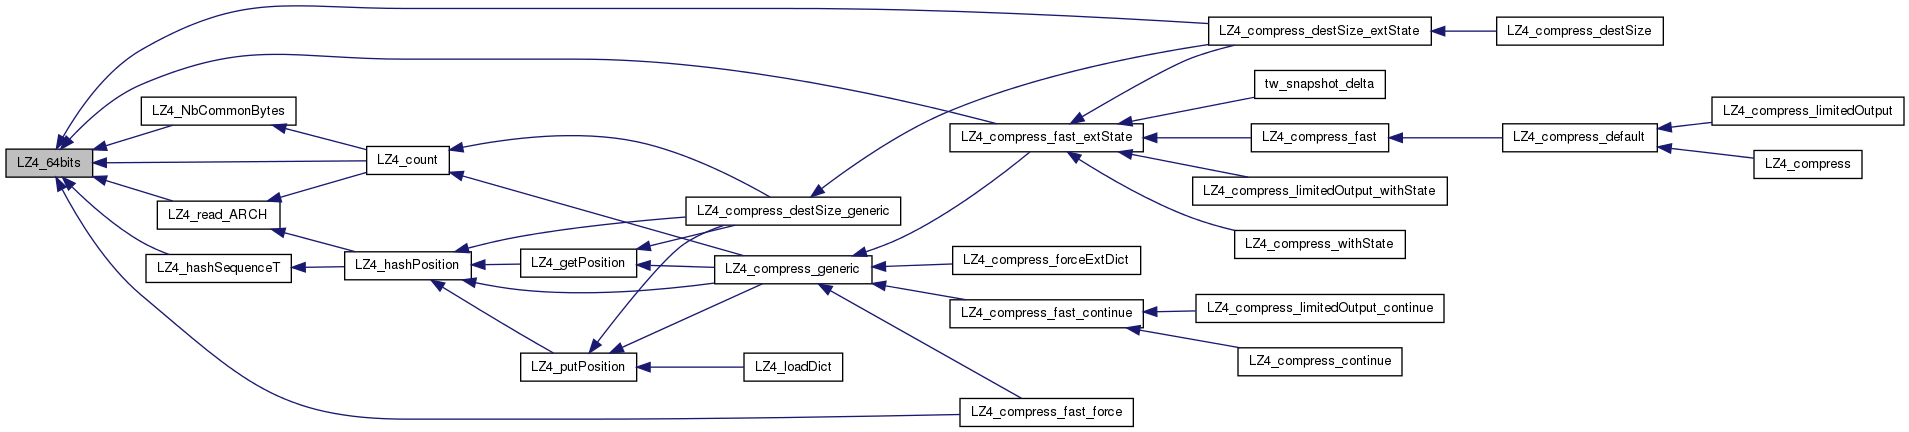 LZ4_64bits
LZ4_NbCommonBytes
LZ4_read_ARCH
LZ4_hashSequenceT
LZ4_count
LZ4_hashPosition
LZ4_getPosition
LZ4_putPosition
LZ4_compress_destSize_generic
LZ4_compress_generic
LZ4_loadDict
LZ4_compress_fast_extState
LZ4_compress_forceExtDict
LZ4_compress_fast_continue
LZ4_compress_fast_force
LZ4_compress_destSize_extState
tw_snapshot_delta
LZ4_compress_fast
LZ4_compress_limitedOutput_withState
LZ4_compress_withState
LZ4_compress_limitedOutput_continue
LZ4_compress_continue
LZ4_compress_destSize
LZ4_compress_default
LZ4_compress_limitedOutput
LZ4_compress